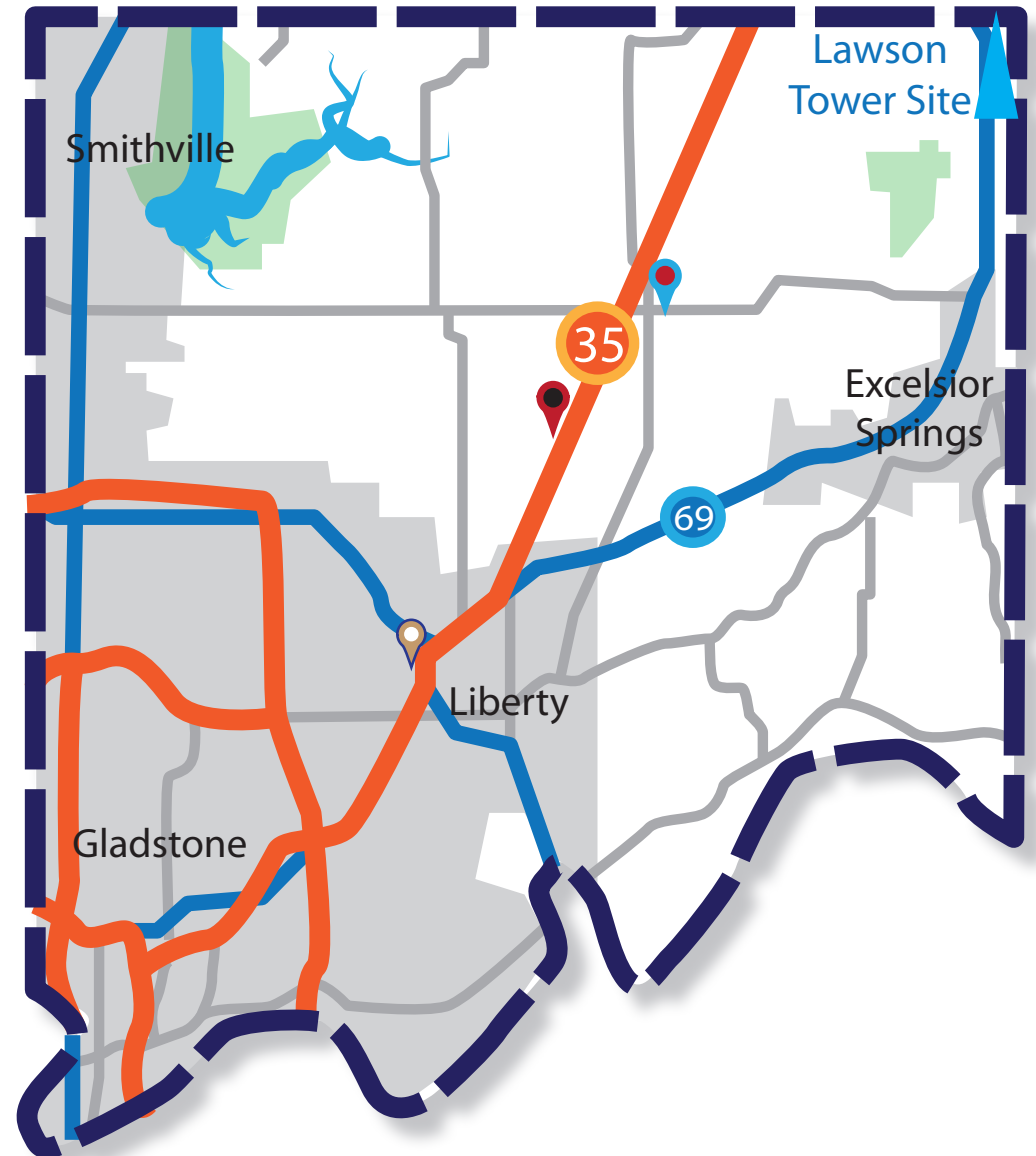 Lawson
Tower Site
Smithville
35
Excelsior
Springs
69
Liberty
Gladstone